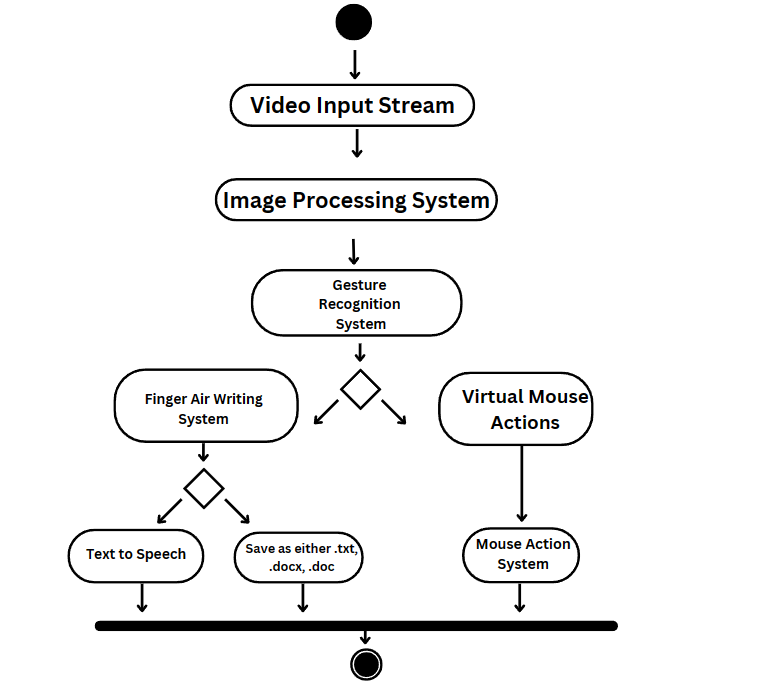 Video Input Stream
Image Processing System
Gesture
Recognition
System
Finger Air Writing
System
Virtual Mouse
Actions
Text to Speech
Save as either .txt,
.docx, .doc
Mouse Action
System